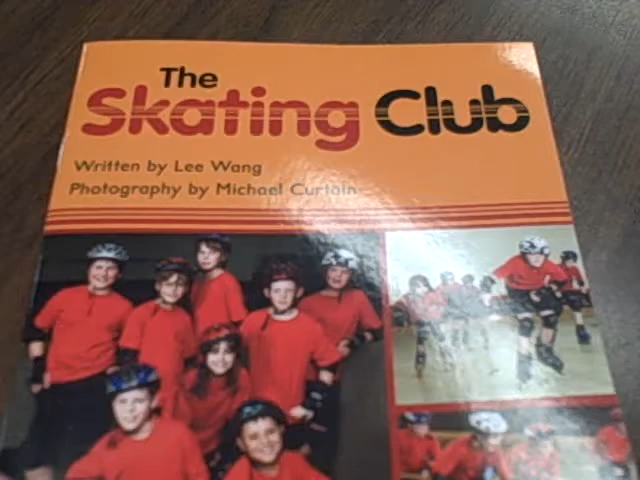 The
Skating Club
Written by Lee Wang
Photography by Michael Curtain